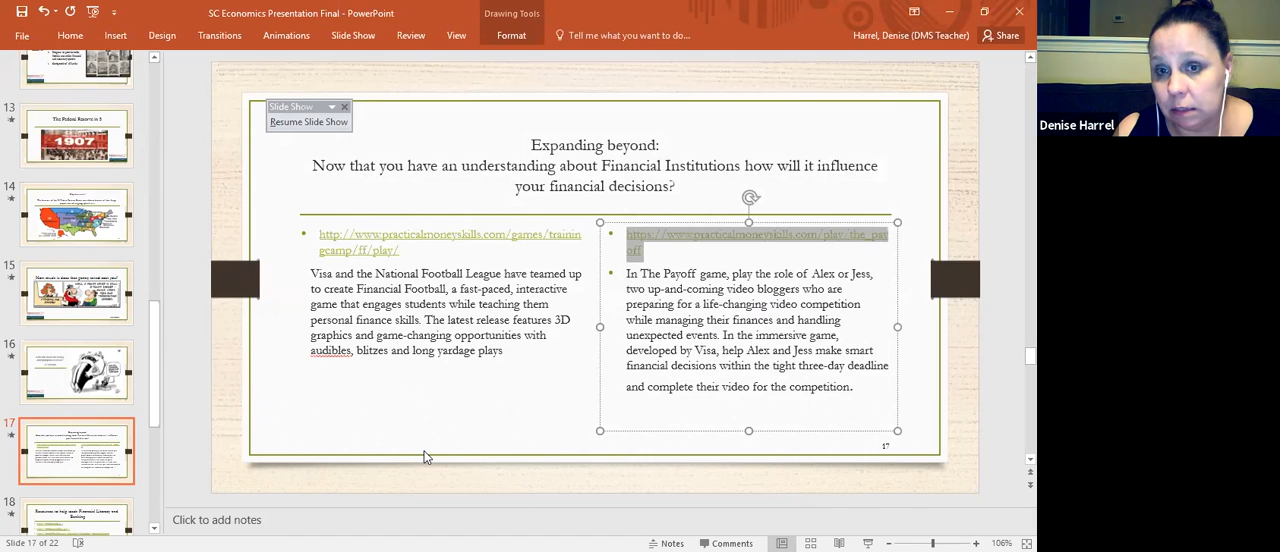 SC Economics Presentation Final - PowerPoint
Drawing Tools
File Home Insert Design Transitions Animations Slide Show Review View Format Tell me what you want to do... Harrel, Denise (DMS Teacher) Share
Denise Harrel
Slide Show
Resume Slide Show
13
The Federal Reserve in 5
1907
14
15
16
17
18
Resources to help teach Financial Literacy and
Banking
Expanding beyond:
Now that you have an understanding about Financial Institutions how will it influence
your financial decisions?
http://www.practicalmoneyskills.com/games/trainin
gcamp/ff/play/
Visa and the National Football League have teamed up
to create Financial Football, a fast-paced, interactive
game that engages students while teaching them
personal finance skills. The latest release features 3D
graphics and game-changing opportunities with
audibles, blitzes and long yardage plays
https://www.practicalmoneyskills.com/play/the_pay
off
In The Payoff game, play the role of Alex or Jess,
two up-and-coming video bloggers who are
preparing for a life-changing video competition
while managing their finances and handling
unexpected events. In the immersive game,
developed by Visa, help Alex and Jess make smart
financial decisions within the tight three-day deadline
and complete their video for the competition.
17
Click to add notes
Slide 17 of 22
Notes Comments 106%